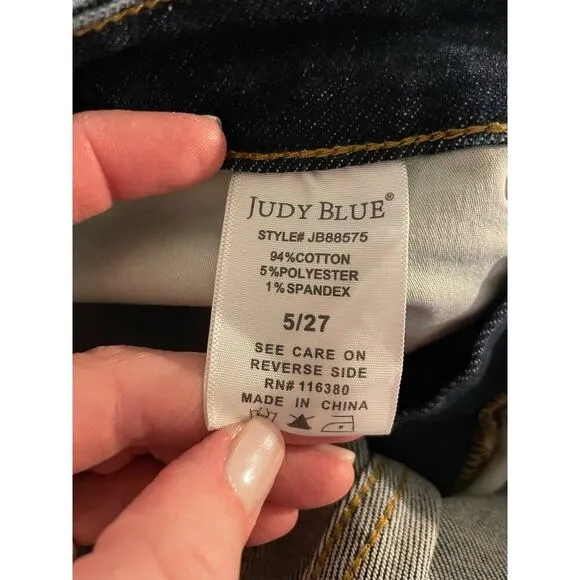 JUDY BLUE®
STYLE# JB88575
94%COTTON
5%POLYESTER
1%SPANDEX
5/27
SEE CARE ON
REVERSE SIDE
RN# 116380
MADE IN CHINA